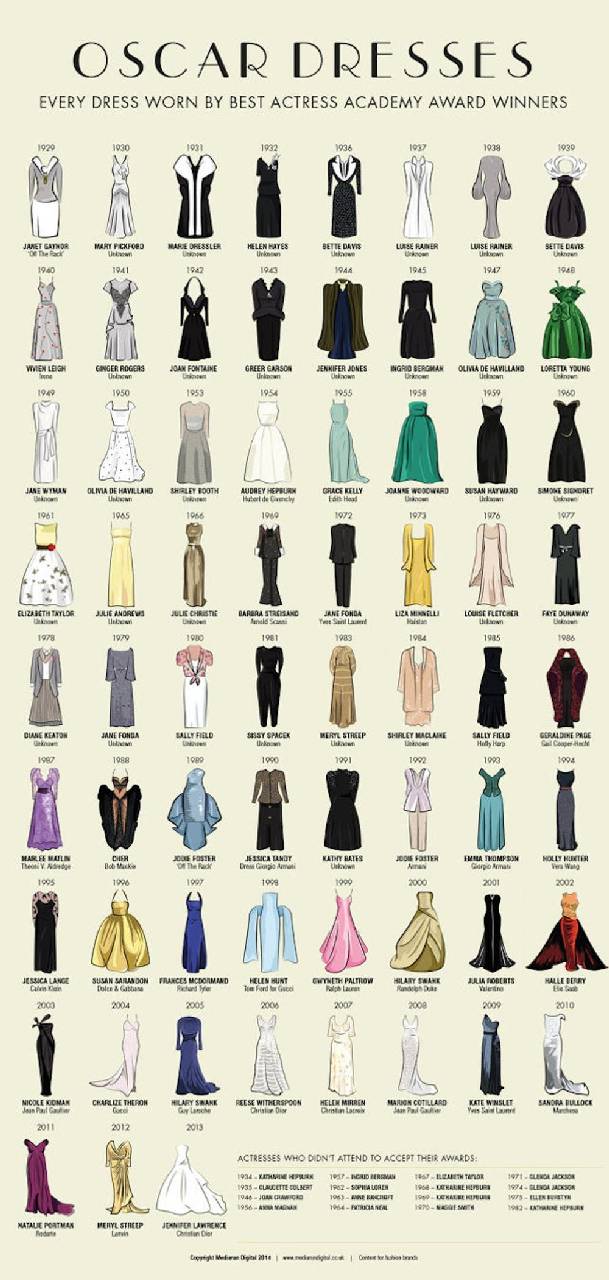 OSCAR DRESSES
EVERY DRESS WORN BY BEST ACTRESS ACADEMY AWARD WINNERS
1929 1930 1931 1932 1936 1937 1938 1939
JANET GAYNOR MARY PICKFORD MARIE DRESSLER HELEN HAYES BETTE DAVIS LUISE RAINER LUISE RAINER BETTE DAVIS
'Off The Rack' Unknown Unknown Unknown Unknown Unknown Unknown Unknown
1940 1941 1942 1943 1944 1945 1947 1948
VIVIEN LEIGH GINGER ROGERS JOAN FONTAINE GREER GARSON JENNIFER JONES INGRID BERGMAN OLIVIA DE HAVILLAND LORETTA YOUNG
Irene Unknown Unknown Unknown Unknown Unknown Unknown Unknown
1949 1950 1953 1954 1955 1958 1959 1960
JANE WYMAN OLIVIA DE HAVILLAND SHIRLEY BOOTH AUDREY HEPBURN GRACE KELLY JOANNE WOODWARD SUSAN HAYWARD SIMONE SIGNORET
Unknown Unknown Unknown Hubert de Givenchy Edith Head Unknown Unknown Unknown
1961 1965 1966 1969 1972 1973 1976 1977
ELIZABETH TAYLOR JULIE ANDREWS JULIE CHRISTIE BARBRA STREISAND JANE FONDA LIZA MINNELLI LOUISE FLETCHER FAYE DUNAWAY
Unknown Unknown Unknown Arnold Scassi Yves Saint Laurent Halston Unknown Unknown
1978 1979 1980 1981 1983 1984 1985 1986
DIANE KEATON JANE FONDA SALLY FIELD SISSY SPACEK MERYL STREEP SHIRLEY MACLAINE SALLY FIELD GERALDINE PAGE
Unknown Unknown Unknown Unknown Unknown Unknown Holly Harp Gail Cooper-Hecht
1987 1988 1989 1990 1991 1992 1993 1994
MARLEE MATLIN CHER JODIE FOSTER JESSICA TANDY KATHY BATES JODIE FOSTER EMMA THOMPSON HOLLY HUNTER
Theoni V. Aldredge Bob Mackie 'Off The Rack' Dress Giorgio Armani Unknown Armani Giorgio Armani Vera Wang
1995 1996 1997 1998 1999 2000 2001 2002
JESSICA LANGE SUSAN SARANDON FRANCES MCDORMAND HELEN HUNT GWYNETH PALTROW HILARY SWANK JULIA ROBERTS HALLE BERRY
Calvin Klein Dolce & Gabbana Richard Tyler Tom Ford for Gucci Ralph Lauren Randolph Duke Valentino Elie Saab
2003 2004 2005 2006 2007 2008 2009 2010
NICOLE KIDMAN CHARLIZE THERON HILARY SWANK REESE WITHERSPOON HELEN MIRREN MARION COTILLARD KATE WINSLET SANDRA BULLOCK
Jean Paul Gaultier Gucci Guy Laroche Christian Dior Christian Lacroix Jean Paul Gaultier Yves Saint Laurent Marchesa
2011 2012 2013
NATALIE PORTMAN MERYL STREEP JENNIFER LAWRENCE
Rodarte Lanvin Christian Dior
ACTRESSES WHO DIDN'T ATTEND TO ACCEPT THEIR AWARDS:
1934 – KATHARINE HEPBURN 1957 – INGRID BERGMAN 1967 – ELIZABETH TAYLOR 1971 – GLENDA JACKSON
1935 – CLAUDETTE COLBERT 1962 – SOPHIA LOREN 1968 – KATHARINE HEPBURN 1974 – GLENDA JACKSON
1946 – JOAN CRAWFORD 1963 – ANNE BANCROFT 1969 – KATHARINE HEPBURN 1975 – ELLEN BURSTYN
1956 – ANNA MAGNANI 1964 – PATRICIA NEAL 1970 – MAGGIE SMITH 1982 – KATHARINE HEPBURN
Copyright Mediarun Digital 2014 | www.mediarundigital.co.uk | Content for fashion brands